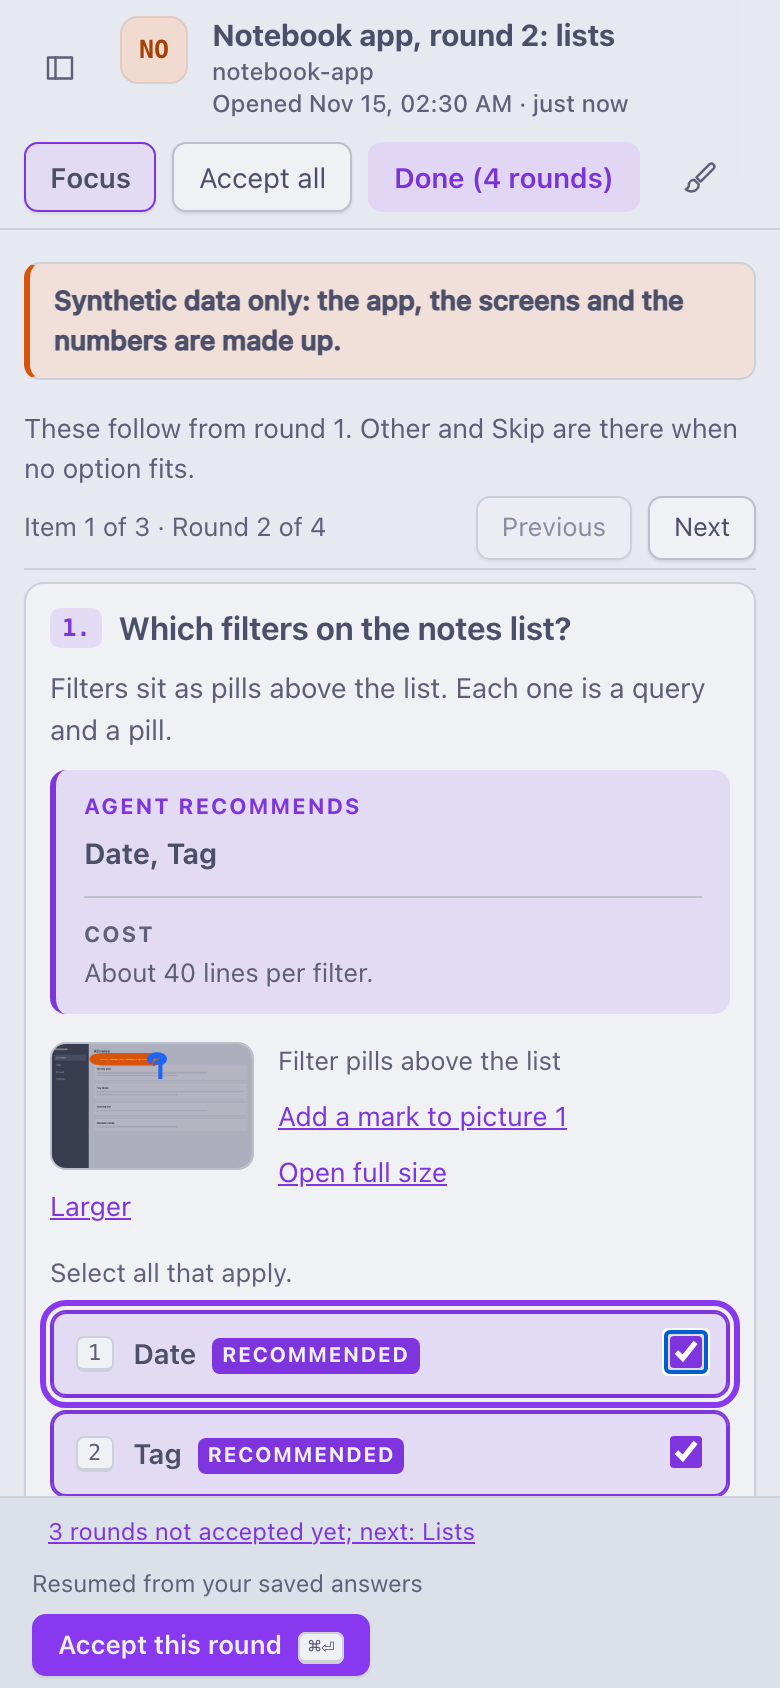 NO
Notebook app, round 2: lists
notebook-app
Opened Nov 15, 02:30 AM · just now
Focus
Accept all
Done (4 rounds)
Synthetic data only: the app, the screens and the
numbers are made up.
These follow from round 1. Other and Skip are there when
no option fits.
Item 1 of 3 · Round 2 of 4
Previous
Next
1. Which filters on the notes list?
Filters sit as pills above the list. Each one is a query
and a pill.
AGENT RECOMMENDS
Date, Tag
COST
About 40 lines per filter.
Filter pills above the list
Add a mark to picture 1
Open full size
Larger
Select all that apply.
1 Date RECOMMENDED
2 Tag RECOMMENDED
3 rounds not accepted yet; next: Lists
Resumed from your saved answers
Accept this round ⌘⏎